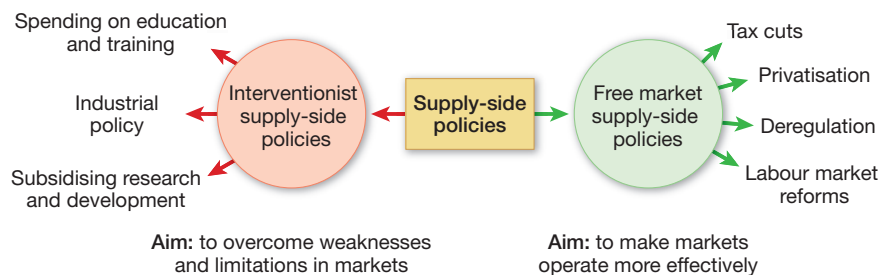 Spending on education
and training
Industrial
policy
Subsidising research
and development
Interventionist
supply-side
policies
Supply-side
policies
Free market
supply-side
policies
Tax cuts
Privatisation
Deregulation
Labour market
reforms
Aim: to overcome weaknesses
and limitations in markets
Aim: to make markets
operate more effectively